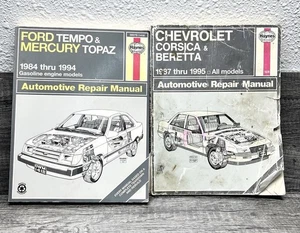 FORD TEMPO &
MERCURY TOPAZ
Haynes
1984 thru 1994
Gasoline engine models
Automotive Repair Manual
CHEVROLET
CORSICA &
BERETTA
Haynes
1987 thru 1995 All models
Automotive Repair Manual